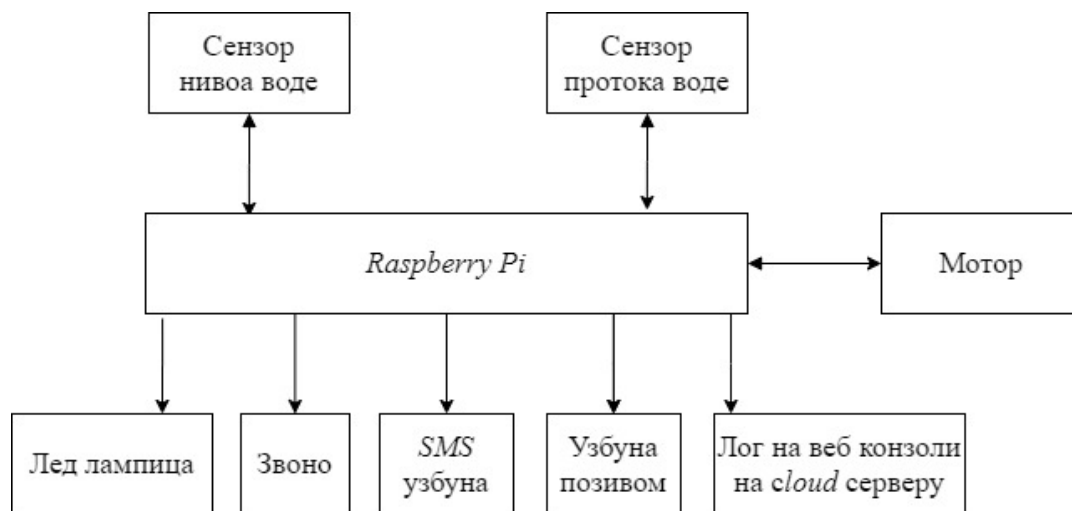 Сензор
нивоа воде
Сензор
протока воде
Raspberry Pi
Мотор
Лед лампица
Звоно
SMS
узбуна
Узбуна
позивом
Лог на веб конзоли
на cloud серверу